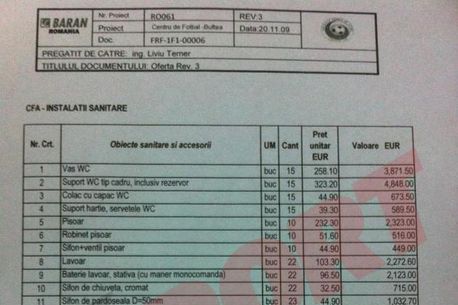 BARAN
ROMANIA
Nr. Proiect RO061 REV:3
Proiect Centru de Fotbal -Buftea Data:20.11.09
Doc. FRF-1F1-00006
PREGATIT DE CATRE: ing. Liviu Terner
TITLULUL DOCUMENTULUI: Oferta Rev. 3
CFA - INSTALATII SANITARE
Nr. Crt. Obiecte sanitare si accesorii UM Cant Pret unitar EUR Valoare EUR
1 Vas WC buc 15 258.10 3,871.50
2 Suport WC tip cadru, inclusiv rezervor buc 15 323.20 4,848.00
3 Colac cu capac WC buc 15 44.90 673.50
4 Suport hartie, servetele WC buc 15 39.30 589.50
5 Pisoar buc 10 232.30 2,323.00
6 Robinet pisoar buc 10 51.60 516.00
7 Sifon+ventil pisoar buc 10 44.90 449.00
8 Lavoar buc 22 103.30 2,272.60
9 Baterie lavoar, stativa (cu maner monocomanda) buc 22 96.50 2,123.00
10 Sifon de chiuveta, cromat buc 22 32.50 715.00
11 Sifon de pardoseala D=50mm buc 23 44.90 1,032.70